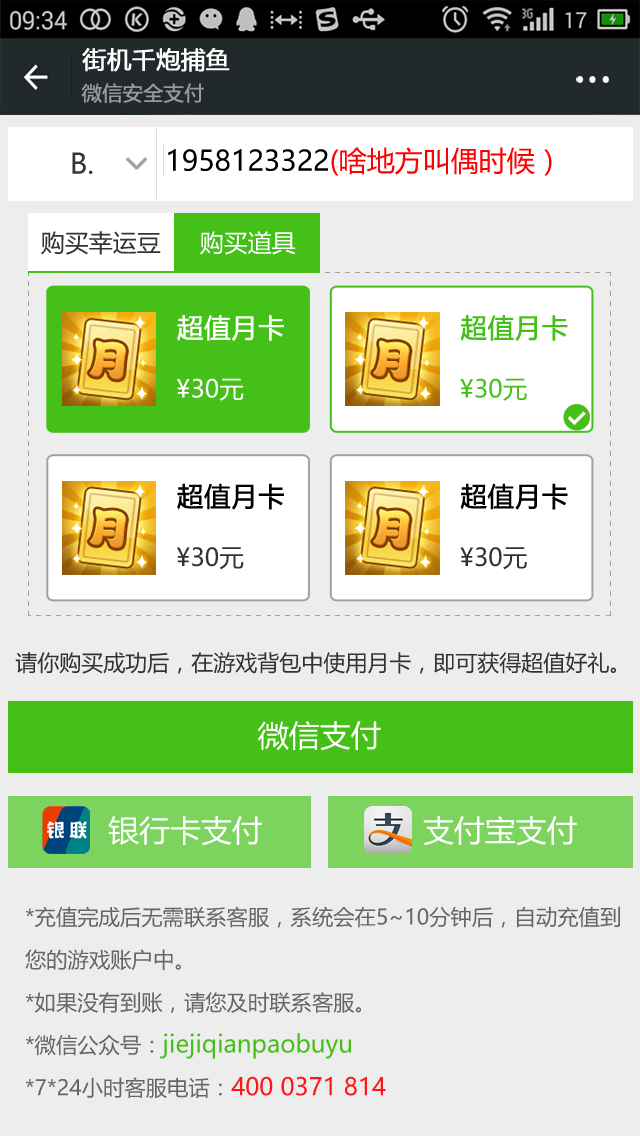 09:34 3G 17
街机千炮捕鱼
微信安全支付
B. 1958123322(啥地方叫偶时候）
购买幸运豆 购买道具
超值月卡 超值月卡
月 月
¥30元 ¥30元
超值月卡 超值月卡
月 月
¥30元 ¥30元
请你购买成功后，在游戏背包中使用月卡，即可获得超值好礼。
微信支付
银联 银行卡支付 支 支付宝支付
*充值完成后无需联系客服，系统会在5~10分钟后，自动充值到
您的游戏账户中。
*如果没有到账，请您及时联系客服。
*微信公众号：jiejiqianpaobuyu
*7*24小时客服电话：400 0371 814